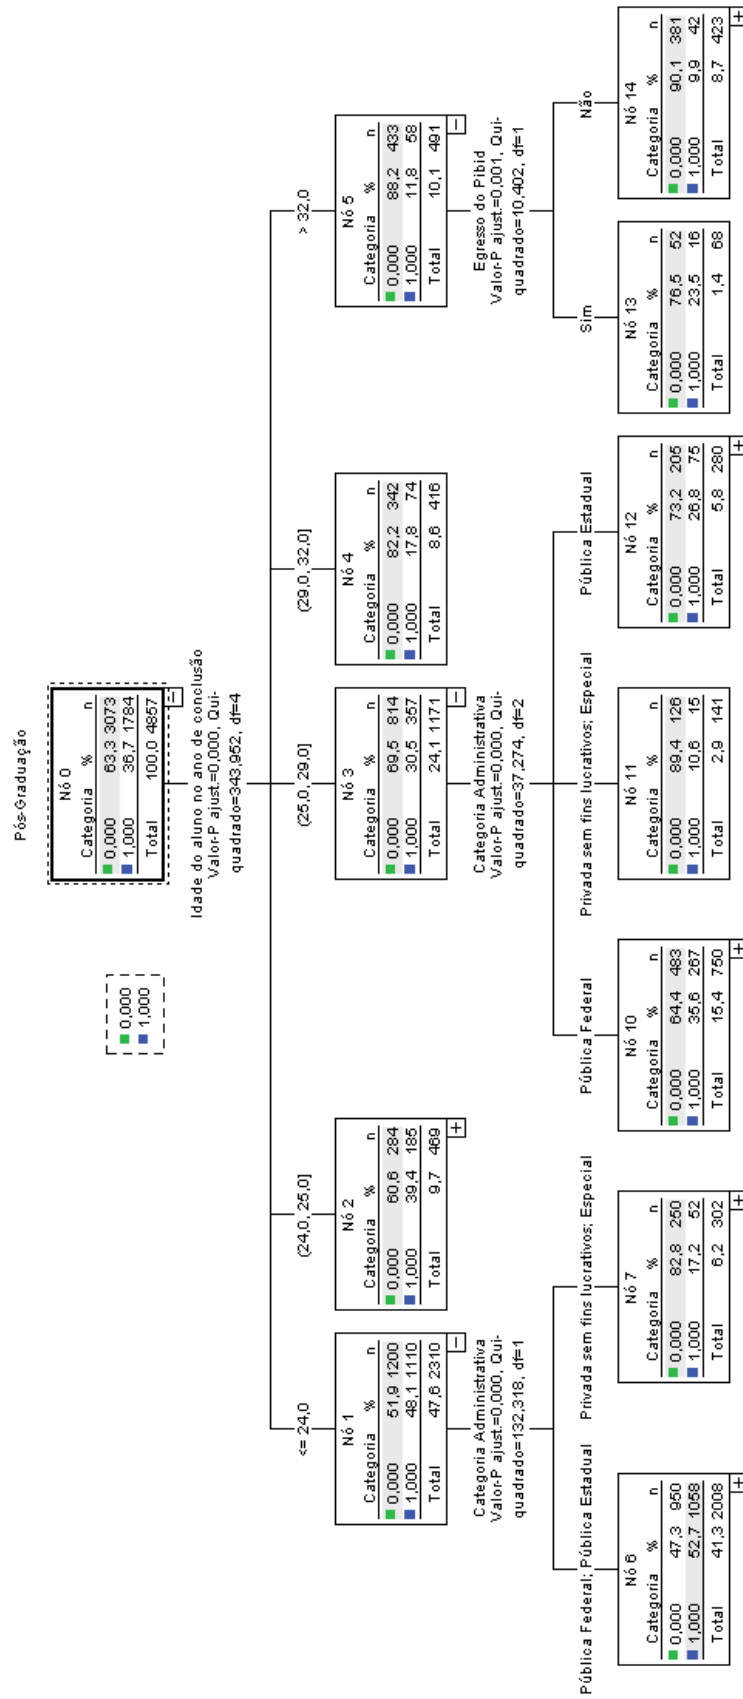 Pós-Graduação
0,000
1,000
Nó 0
Categoria % n
0,000 63,3 3073
1,000 36,7 1784
Total 100,0 4857
Idade do aluno no ano de conclusão
Valor-P ajust.=0,000, Qui-
quadrado=343,952, df=4
<= 24,0
(24,0, 25,0]
(25,0, 29,0]
(29,0, 32,0]
> 32,0
Nó 1
Categoria % n
0,000 51,9 1200
1,000 48,1 1110
Total 47,6 2310
Nó 2
Categoria % n
0,000 60,6 284
1,000 39,4 185
Total 9,7 469
Nó 3
Categoria % n
0,000 69,5 814
1,000 30,5 357
Total 24,1 1171
Nó 4
Categoria % n
0,000 82,2 342
1,000 17,8 74
Total 8,6 416
Nó 5
Categoria % n
0,000 88,2 433
1,000 11,8 58
Total 10,1 491
Categoria Administrativa
Valor-P ajust.=0,000, Qui-
quadrado=132,318, df=1
Categoria Administrativa
Valor-P ajust.=0,000, Qui-
quadrado=37,274, df=2
Egresso do Pibid
Valor-P ajust.=0,001, Qui-
quadrado=10,402, df=1
Pública Federal; Pública Estadual
Privada sem fins lucrativos; Especial
Pública Federal
Privada sem fins lucrativos; Especial
Pública Estadual
Sim
Não
Nó 6
Categoria % n
0,000 47,3 950
1,000 52,7 1058
Total 41,3 2008
Nó 7
Categoria % n
0,000 82,8 250
1,000 17,2 52
Total 6,2 302
Nó 10
Categoria % n
0,000 64,4 483
1,000 35,6 267
Total 15,4 750
Nó 11
Categoria % n
0,000 89,4 126
1,000 10,6 15
Total 2,9 141
Nó 12
Categoria % n
0,000 73,2 205
1,000 26,8 75
Total 5,8 280
Nó 13
Categoria % n
0,000 76,5 52
1,000 23,5 16
Total 1,4 68
Nó 14
Categoria % n
0,000 90,1 381
1,000 9,9 42
Total 8,7 423